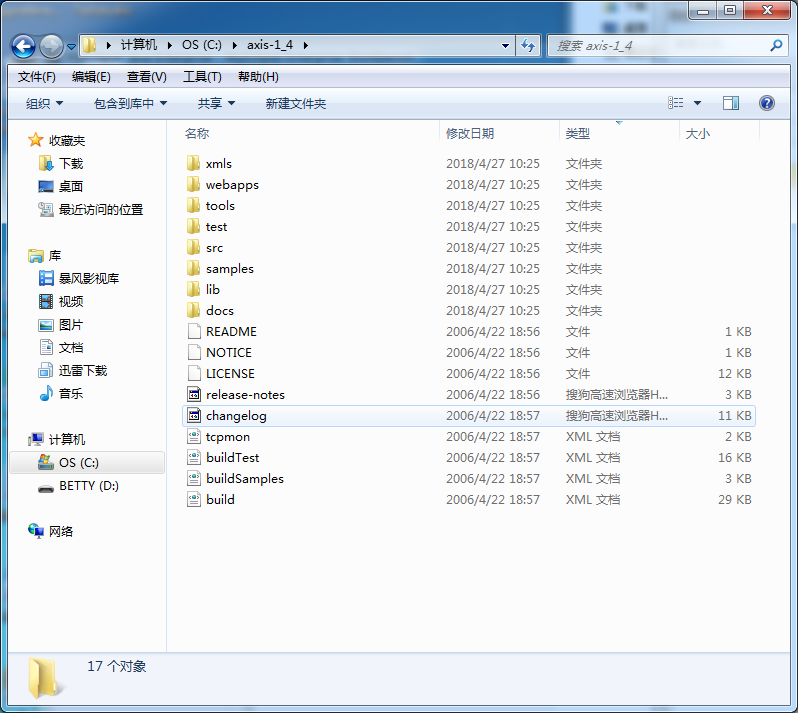 计算机 OS (C:) axis-1_4
搜索 axis-1_4
文件(F) 编辑(E) 查看(V) 工具(T) 帮助(H)
组织 包含到库中 共享 新建文件夹
收藏夹
下载
桌面
最近访问的位置
库
暴风影视库
视频
图片
文档
迅雷下载
音乐
计算机
OS (C:)
BETTY (D:)
网络
名称 修改日期 类型 大小
xmls 2018/4/27 10:25 文件夹
webapps 2018/4/27 10:25 文件夹
tools 2018/4/27 10:25 文件夹
test 2018/4/27 10:25 文件夹
src 2018/4/27 10:25 文件夹
samples 2018/4/27 10:25 文件夹
lib 2018/4/27 10:25 文件夹
docs 2018/4/27 10:25 文件夹
README 2006/4/22 18:56 文件 1 KB
NOTICE 2006/4/22 18:56 文件 1 KB
LICENSE 2006/4/22 18:56 文件 12 KB
release-notes 2006/4/22 18:56 搜狗高速浏览器H... 3 KB
changelog 2006/4/22 18:57 搜狗高速浏览器H... 11 KB
tcpmon 2006/4/22 18:57 XML 文档 2 KB
buildTest 2006/4/22 18:57 XML 文档 16 KB
buildSamples 2006/4/22 18:57 XML 文档 3 KB
build 2006/4/22 18:57 XML 文档 29 KB
17 个对象